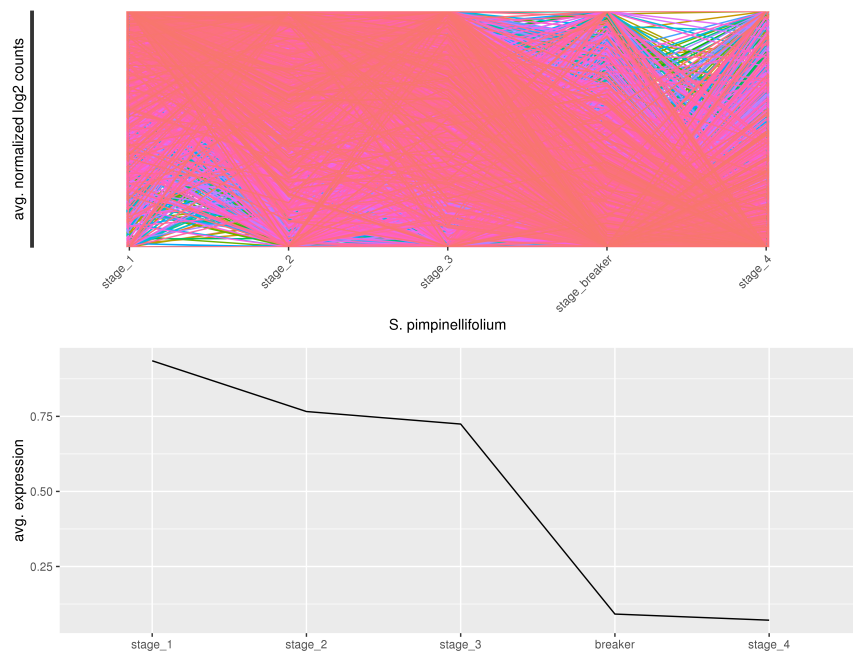 avg. normalized log2 counts
stage_1
stage_2
stage_3
stage_breaker
stage_4
S. pimpinellifolium
avg. expression
0.75
0.50
0.25
stage_1
stage_2
stage_3
breaker
stage_4